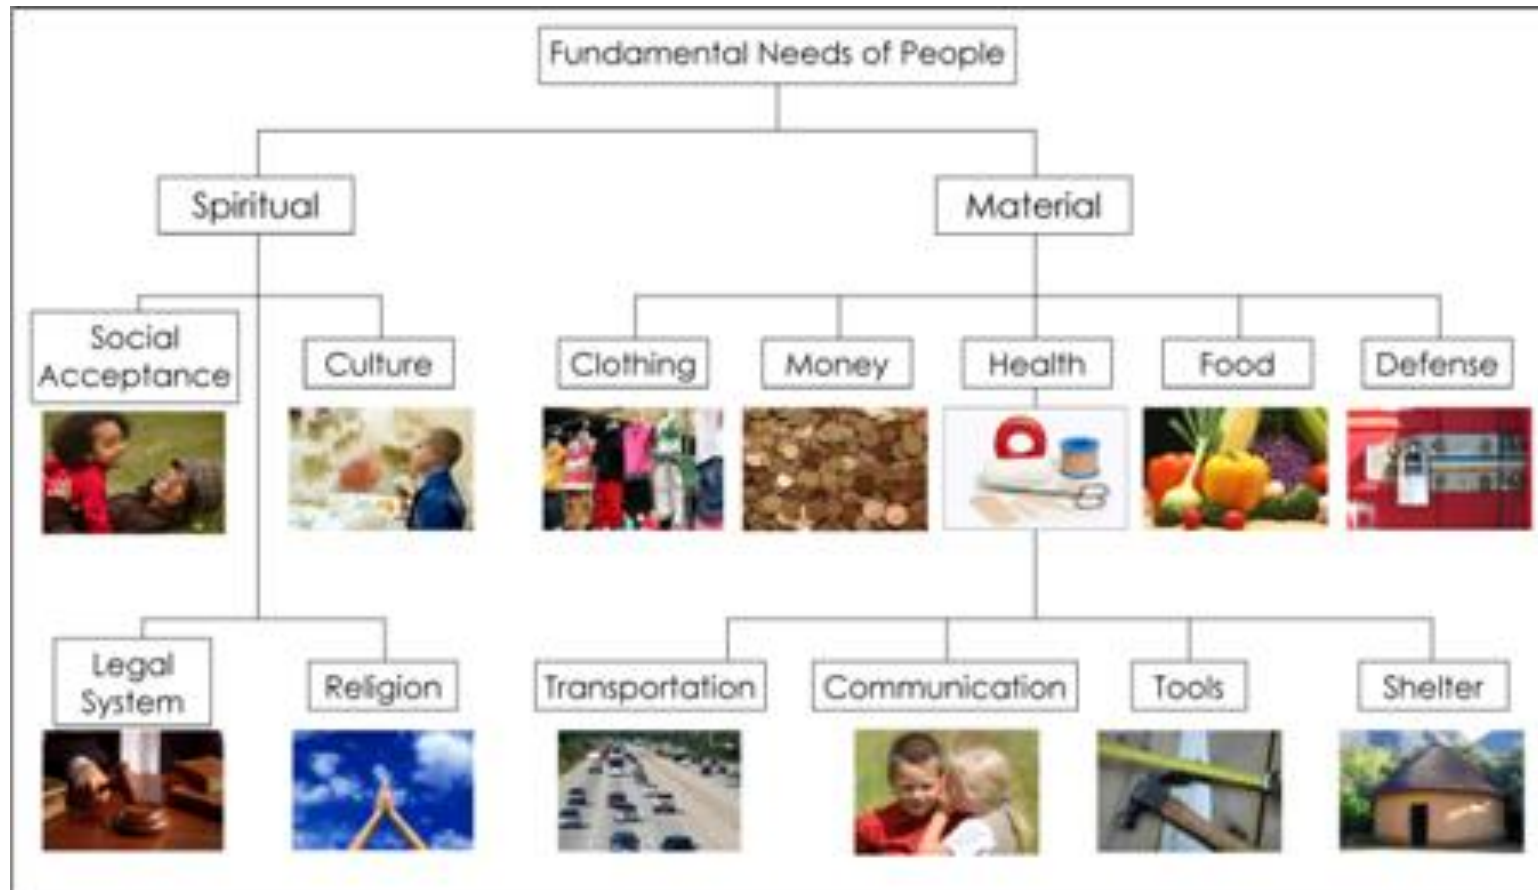 Fundamental Needs of People
Spiritual
Material
Social
Acceptance
Culture
Clothing
Money
Health
Food
Defense
Legal
System
Religion
Transportation
Communication
Tools
Shelter